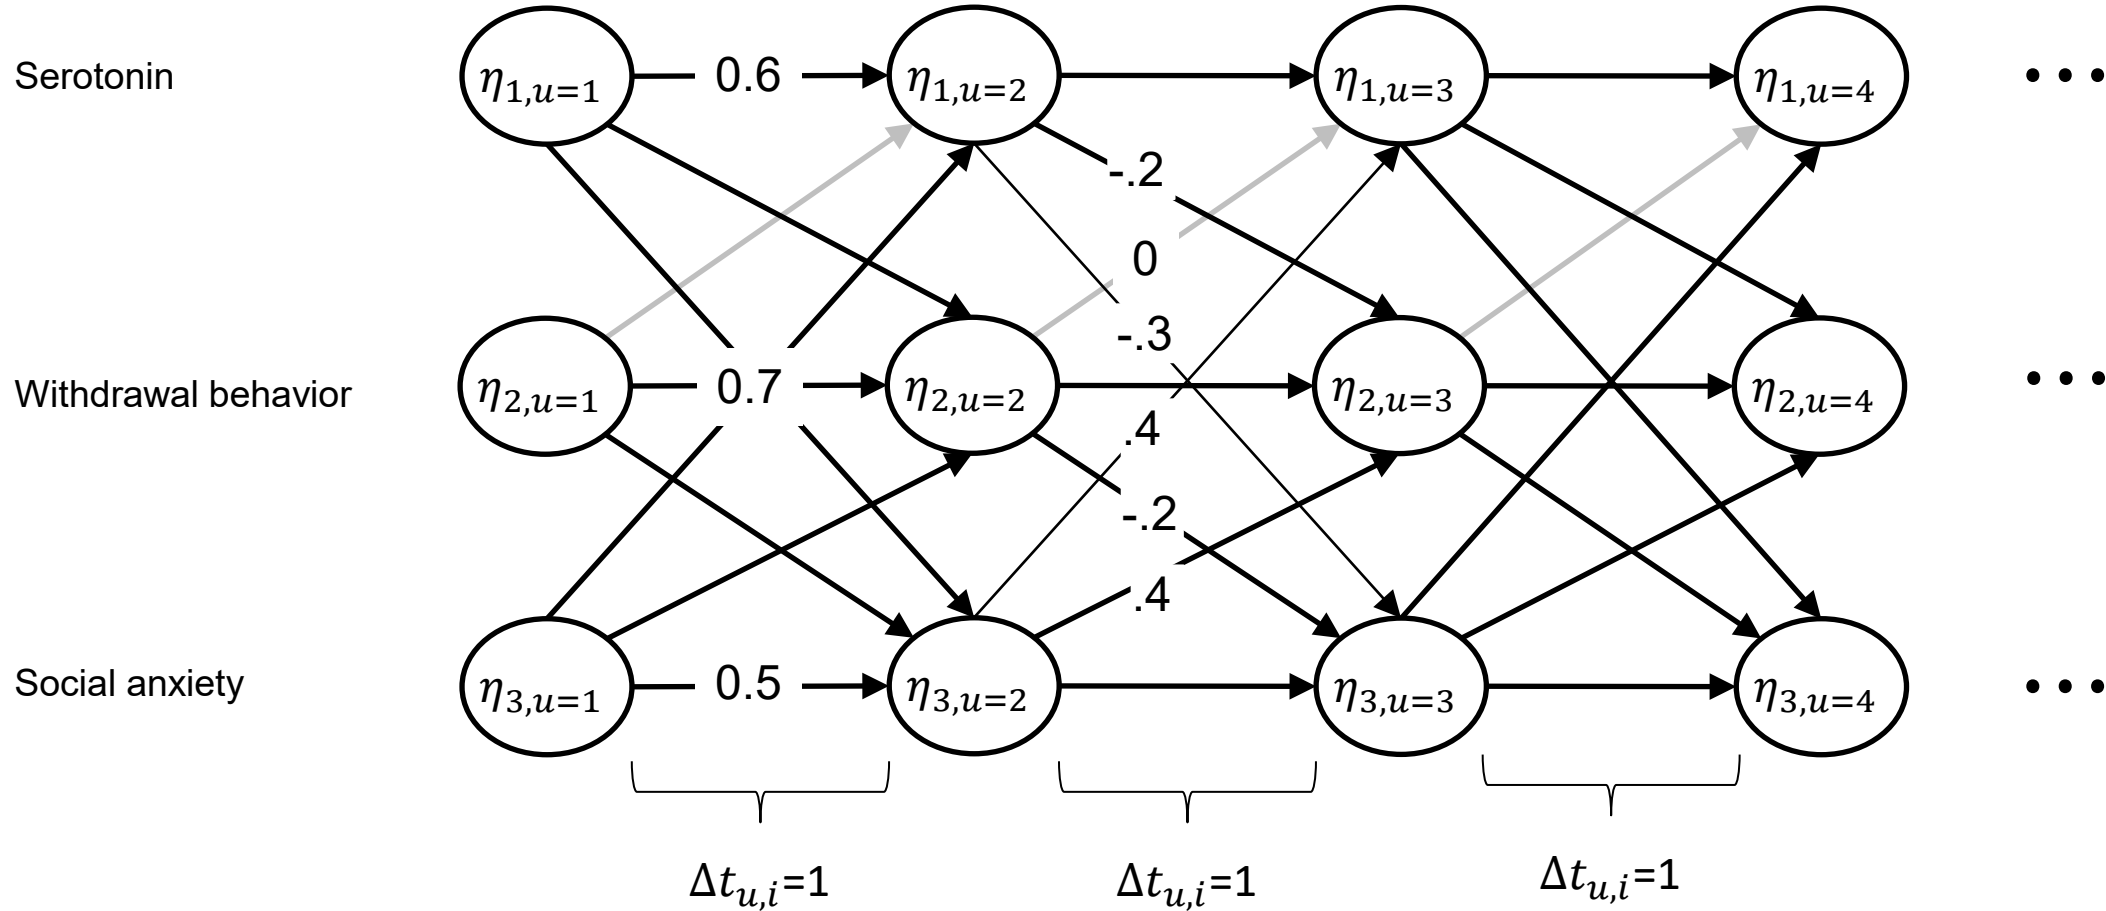 Serotonin
η1,u=1
0.6
η1,u=2
η1,u=3
η1,u=4
-.2
0
-.3
Withdrawal behavior
η2,u=1
0.7
η2,u=2
η2,u=3
η2,u=4
.4
-.2
.4
Social anxiety
η3,u=1
0.5
η3,u=2
η3,u=3
η3,u=4
Δtu,i=1
Δtu,i=1
Δtu,i=1